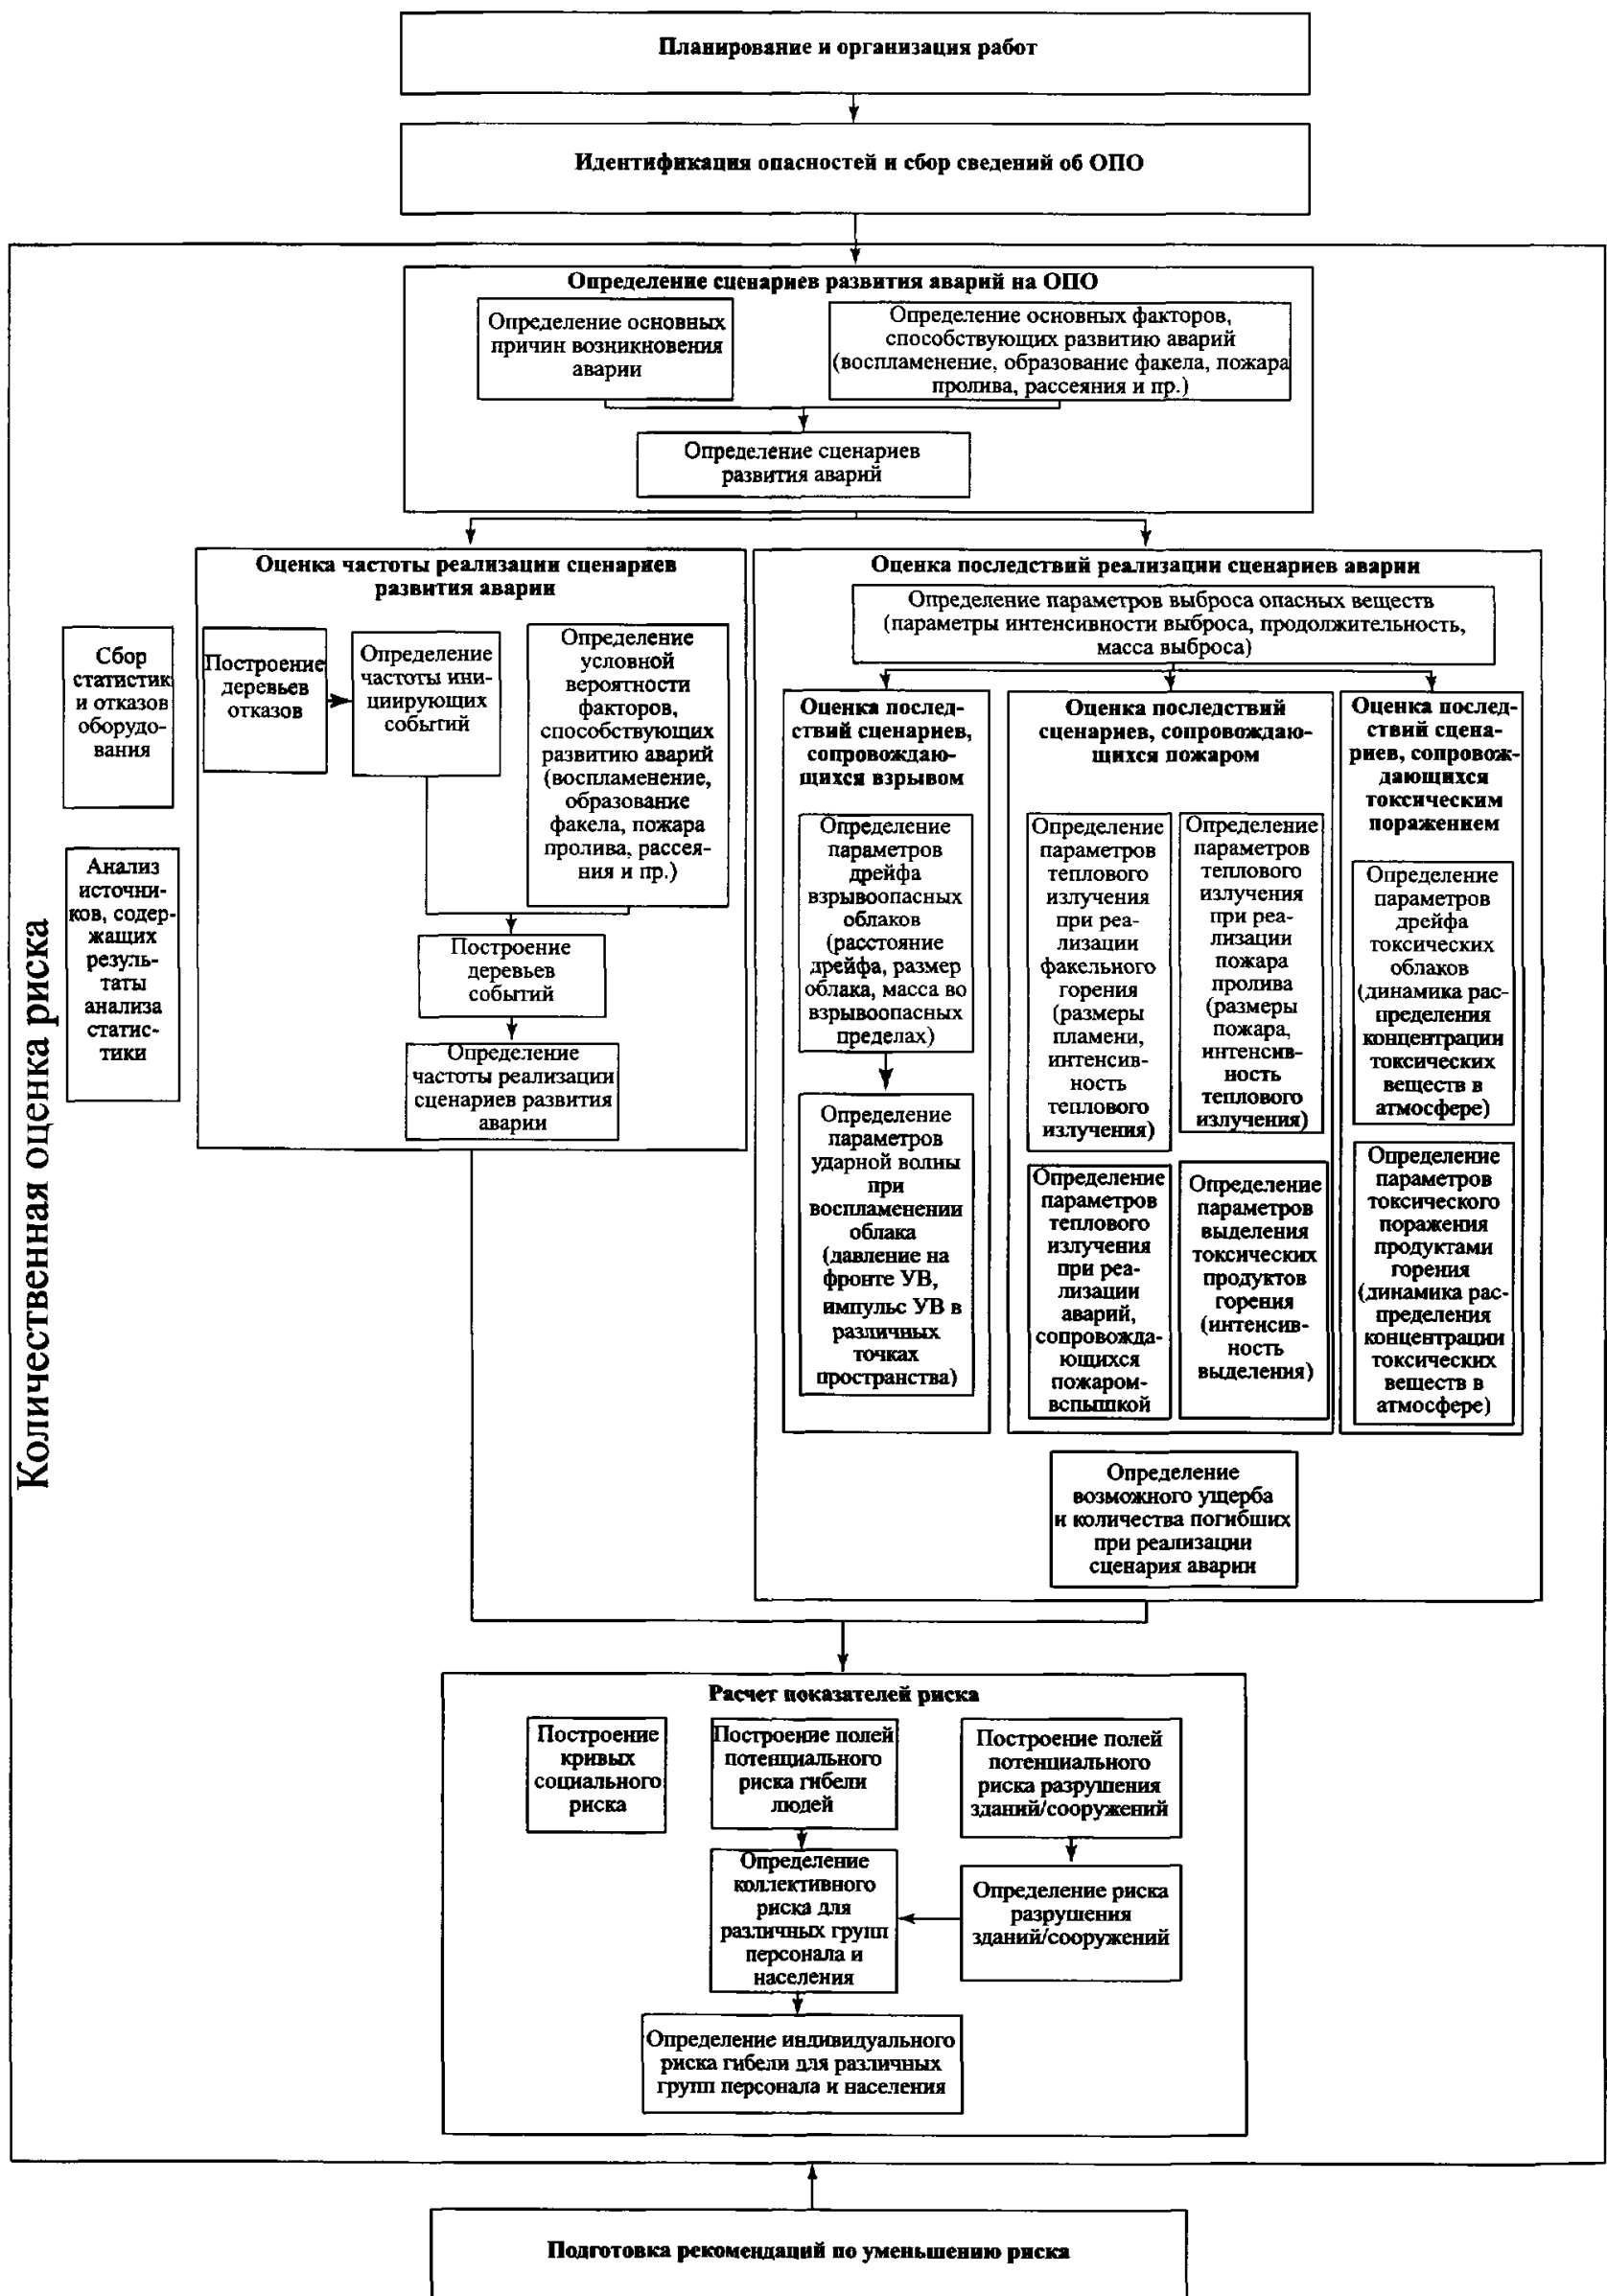 Планирование и организация работ
Идентификация опасностей и сбор сведений об ОПО
Количественная оценка риска
Определение сценариев развития аварий на ОПО
Определение основных
причин возникновения
аварии
Определение основных факторов,
способствующих развитию аварий
(воспламенение, образование факела, пожара
пролива, рассеяния и пр.)
Определение сценариев
развития аварий
Сбор
статистик
и отказов
оборудо-
вания
Анализ
источни-
ков, содер-
жащих
резуль-
таты
анализа
статис-
тики
Оценка частоты реализации сценариев
развития аварии
Построение
деревьев
отказов
Определение
частоты ини-
циирующих
событий
Определение
условной
вероятности
факторов,
способствующих
развитию аварий
(воспламенение,
образование
факела, пожара
пролива, рассея-
ния и пр.)
Построение
деревьев
событий
Определение
частоты реализации
сценариев развития
аварии
Оценка последствий реализации сценариев аварии
Определение параметров выброса опасных веществ
(параметры интенсивности выброса, продолжительность,
масса выброса)
Оценка послед-
ствий сценариев,
сопровождаю-
щихся взрывом
Определение
параметров
дрейфа
взрывоопасных
облаков
(расстояние
дрейфа, размер
облака, масса во
взрывоопасных
пределах)
Определение
параметров
ударной волны
при
воспламенении
облака
(давление на
фронте УВ,
импульс УВ в
различных
точках
пространства)
Оценка последствий
сценариев, сопровождаю-
щихся пожаром
Определение
параметров
теплового
излучения
при ре-
ализации
факельного
горения
(размеры
пламени,
интенсив-
ность
теплового
излучения)
Определение
параметров
теплового
излучения
при реа-
лизации
пожара
пролива
(размеры
пожара,
интенсив-
ность
теплового
излучения)
Определение
параметров
теплового
излучения
при реа-
лизации
аварий,
сопровожда-
ющихся
пожаром-
вспышкой
Определение
параметров
выделения
токсических
продуктов
горения
(интенсив-
ность
выделения)
Оценка послед-
ствий сцена-
риев, сопровож-
дающихся
токсическим
поражением
Определение
параметров
дрейфа
токсических
облаков
(динамика рас-
пределения
концентрации
токсических
веществ в
атмосфере)
Определение
параметров
токсического
поражения
продуктами
горения
(динамика рас-
пределения
концентрации
токсических
веществ в
атмосфере)
Определение
возможного ущерба
и количества погибших
при реализации
сценария аварии
Расчет показателей риска
Построение
кривых
социального
риска
Построение полей
потенциального
риска гибели
людей
Построение полей
потенциального
риска разрушения
зданий/сооружений
Определение
коллективного
риска для
различных групп
персонала и
населения
Определение риска
разрушения
зданий/сооружений
Определение индивидуального
риска гибели для различных
групп персонала и населения
Подготовка рекомендаций по уменьшению риска